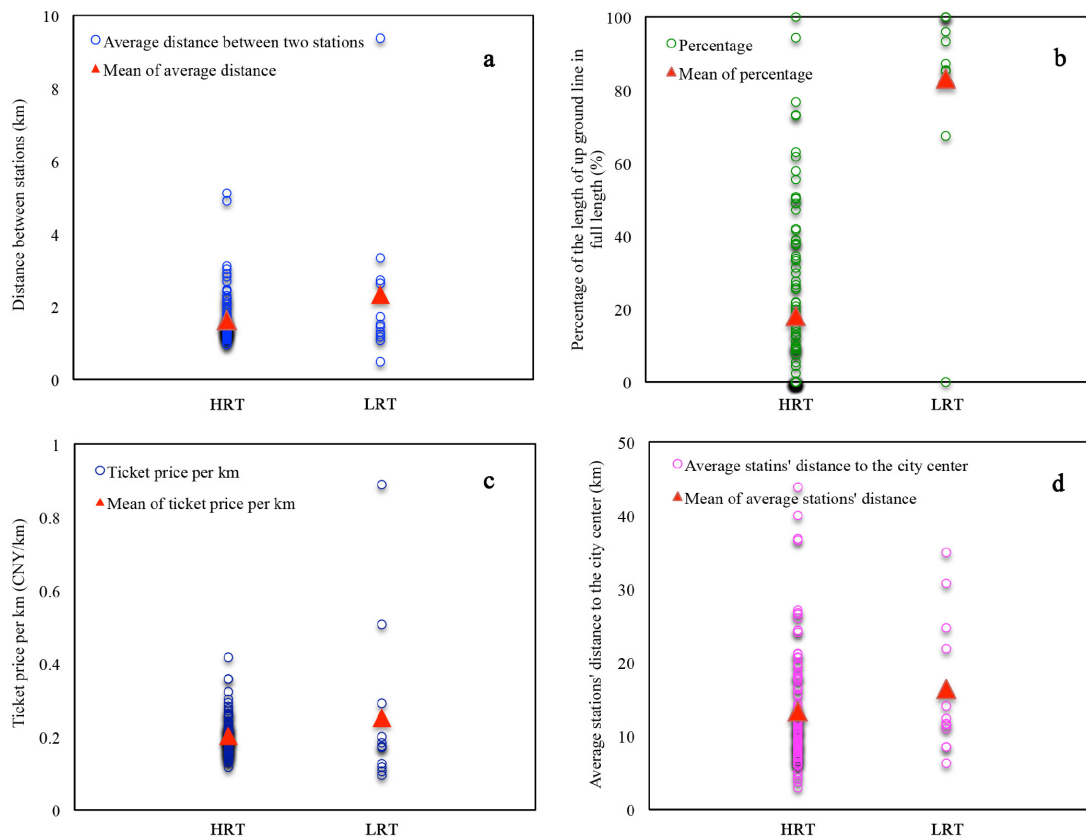 10
8
6
4
2
0
Distance between stations (km)
Average distance between two stations
Mean of average distance
a
HRT
LRT
100
80
60
40
20
0
Percentage of the length of up ground line in
full length (%)
Percentage
Mean of percentage
b
HRT
LRT
1
0.8
0.6
0.4
0.2
0
Ticket price per km (CNY/km)
Ticket price per km
Mean of ticket price per km
c
HRT
LRT
50
40
30
20
10
0
Average stations' distance to the city center (km)
Average statins' distance to the city center
Mean of average stations' distance
d
HRT
LRT